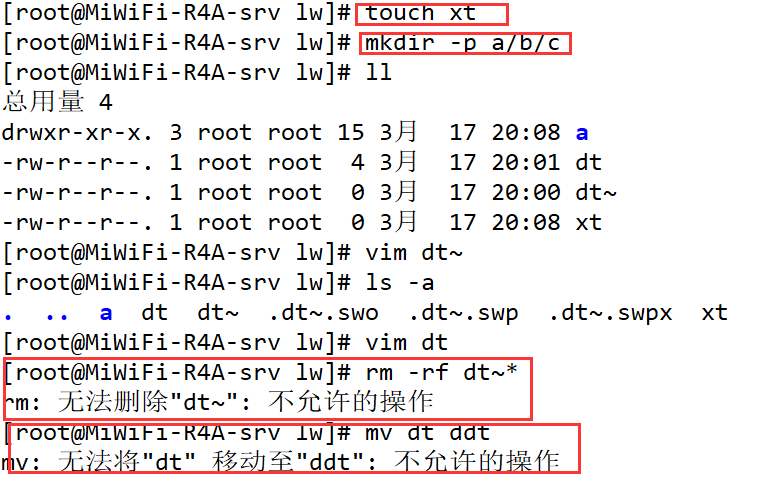 [root@MiWiFi-R4A-srv lw]# touch xt
[root@MiWiFi-R4A-srv lw]# mkdir -p a/b/c
[root@MiWiFi-R4A-srv lw]# ll
总用量 4
drwxr-xr-x. 3 root root 15 3月  17 20:08 a
-rw-r--r--. 1 root root  4 3月  17 20:01 dt
-rw-r--r--. 1 root root  0 3月  17 20:00 dt~
-rw-r--r--. 1 root root  0 3月  17 20:08 xt
[root@MiWiFi-R4A-srv lw]# vim dt~
[root@MiWiFi-R4A-srv lw]# ls -a
.  ..  a  dt  dt~  .dt~.swo  .dt~.swp  .dt~.swpx  xt
[root@MiWiFi-R4A-srv lw]# vim dt
[root@MiWiFi-R4A-srv lw]# rm -rf dt~*
rm: 无法删除"dt~": 不允许的操作
[root@MiWiFi-R4A-srv lw]# mv dt ddt
mv: 无法将"dt" 移动至"ddt": 不允许的操作